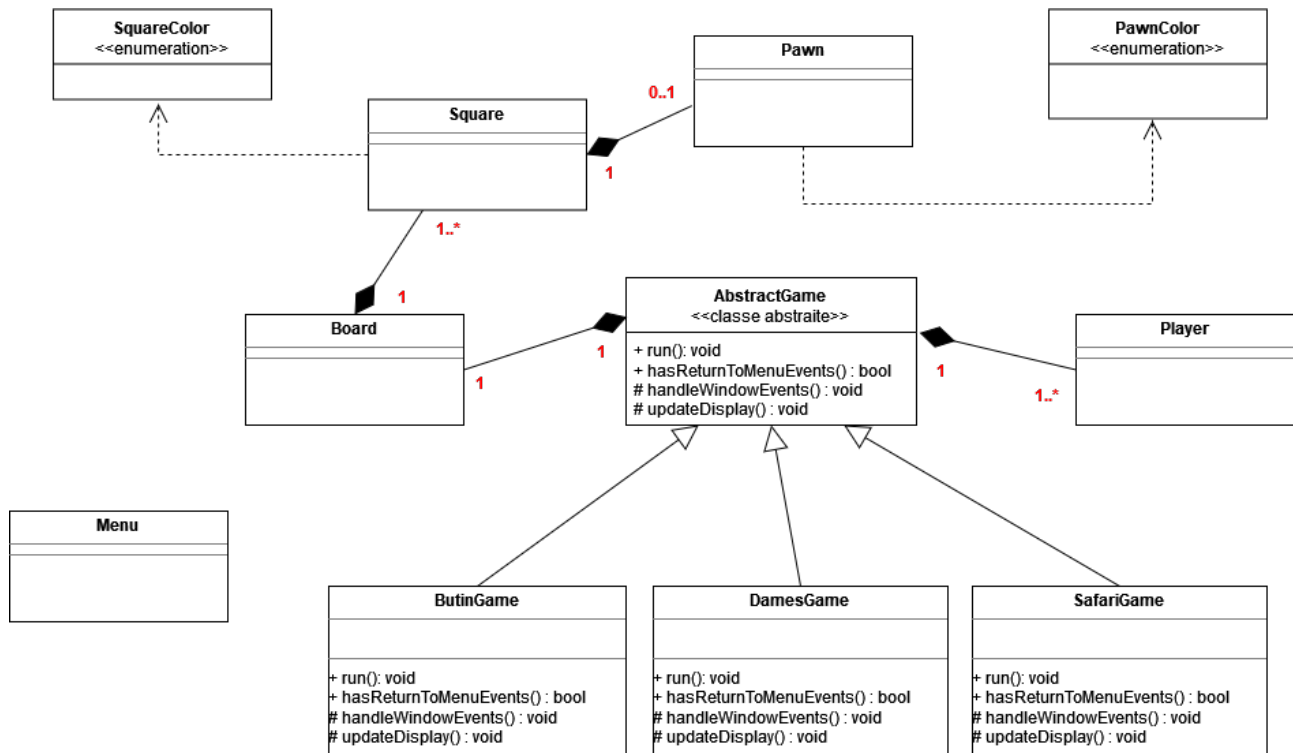 SquareColor
<<enumeration>>
Pawn
PawnColor
<<enumeration>>
0..1
Square
1
1..*
1
Board
1
1
AbstractGame
<<classe abstraite>>
+ run(): void
+ hasReturnToMenuEvents() : bool
# handleWindowEvents() : void
# updateDisplay() : void
1
1..*
Player
Menu
ButinGame
+ run(): void
+ hasReturnToMenuEvents() : bool
# handleWindowEvents() : void
# updateDisplay() : void
DamesGame
+ run(): void
+ hasReturnToMenuEvents() : bool
# handleWindowEvents() : void
# updateDisplay() : void
SafariGame
+ run(): void
+ hasReturnToMenuEvents() : bool
# handleWindowEvents() : void
# updateDisplay() : void